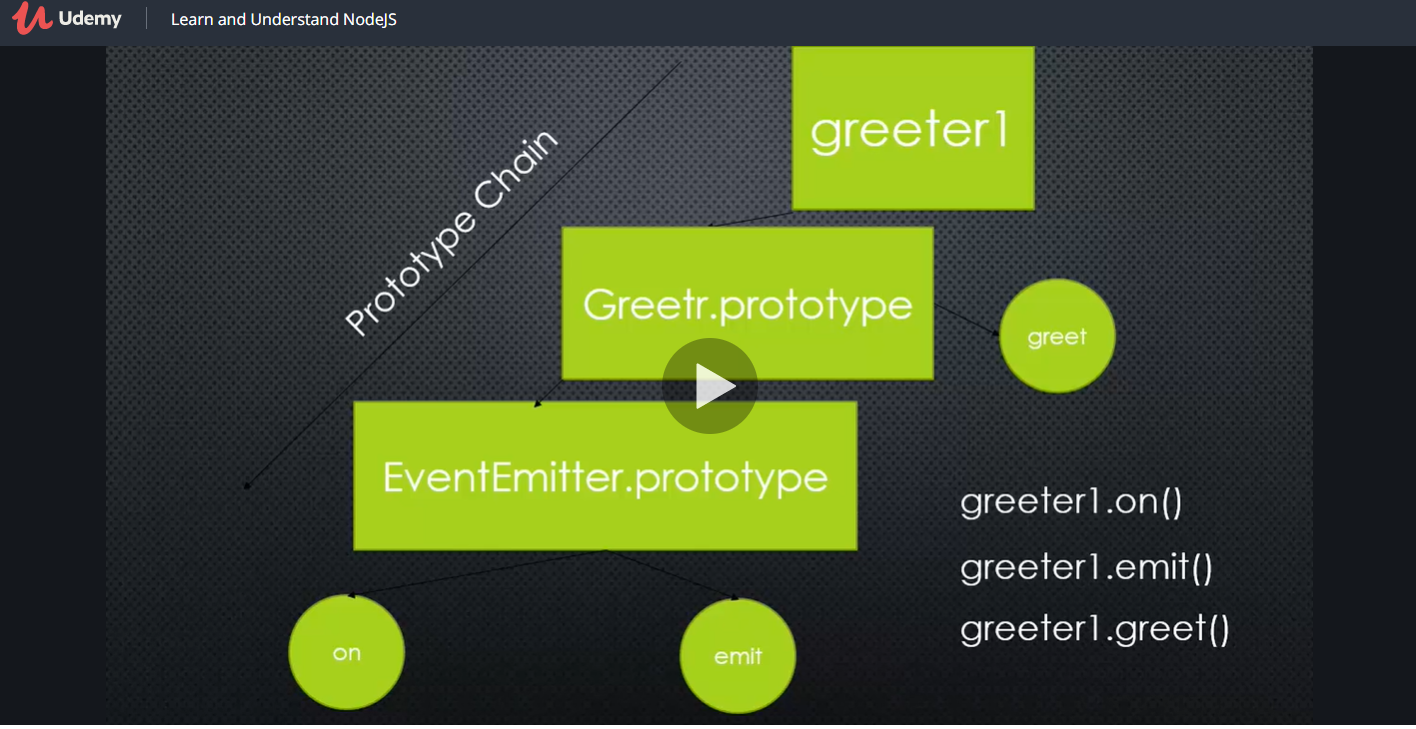 Udemy
Learn and Understand NodeJS
greeter1
Prototype Chain
Greetr.prototype
greet
EventEmitter.prototype
greeter1.on()
greeter1.emit()
greeter1.greet()
on
emit